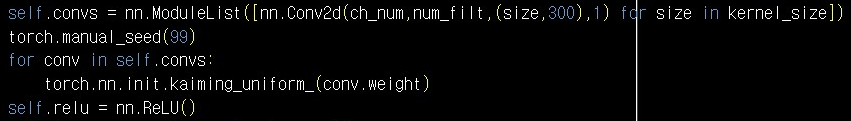 self.convs = nn.ModuleList([nn.Conv2d(ch_num,num_filt,(size,300),1) for size in kernel_size])
torch.manual_seed(99)
for conv in self.convs:
    torch.nn.init.kaiming_uniform_(conv.weight)
self.relu = nn.ReLU()